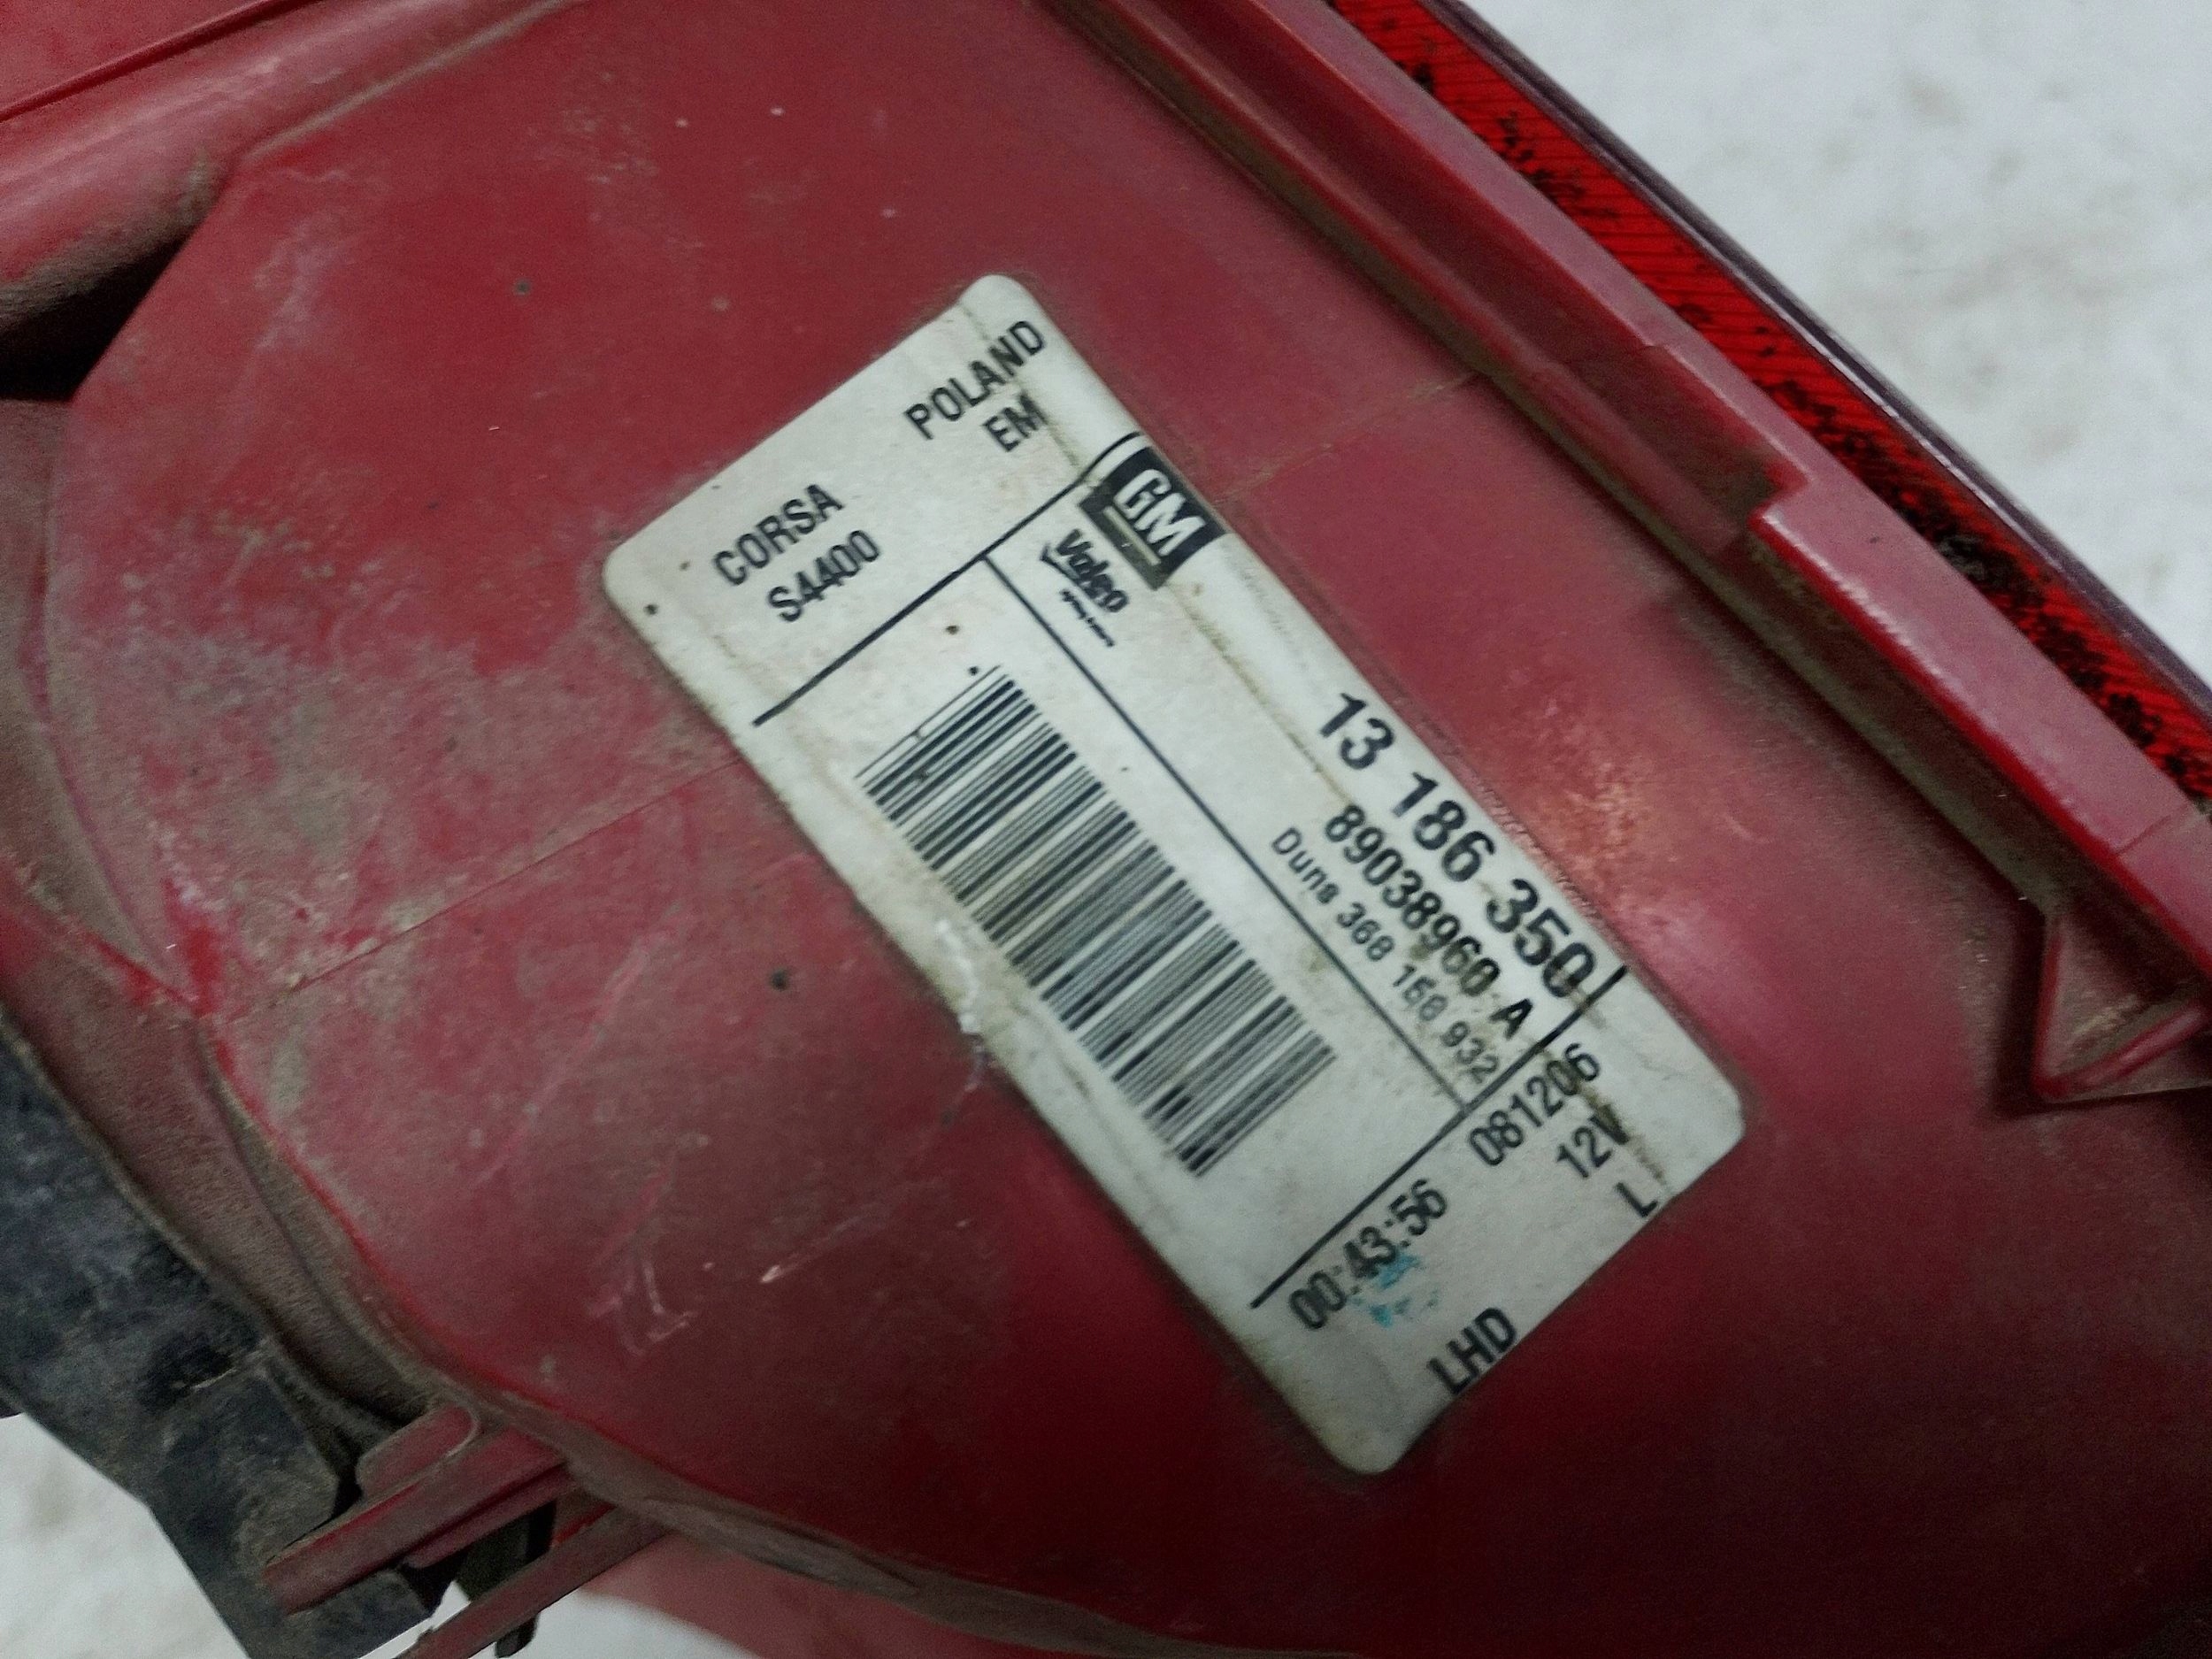 CORSA POLAND
S4400 EM
GM
Valeo
13 186 350
89038960 A
Duns 368 158 932
00:43:56 081206
12V
LHD L